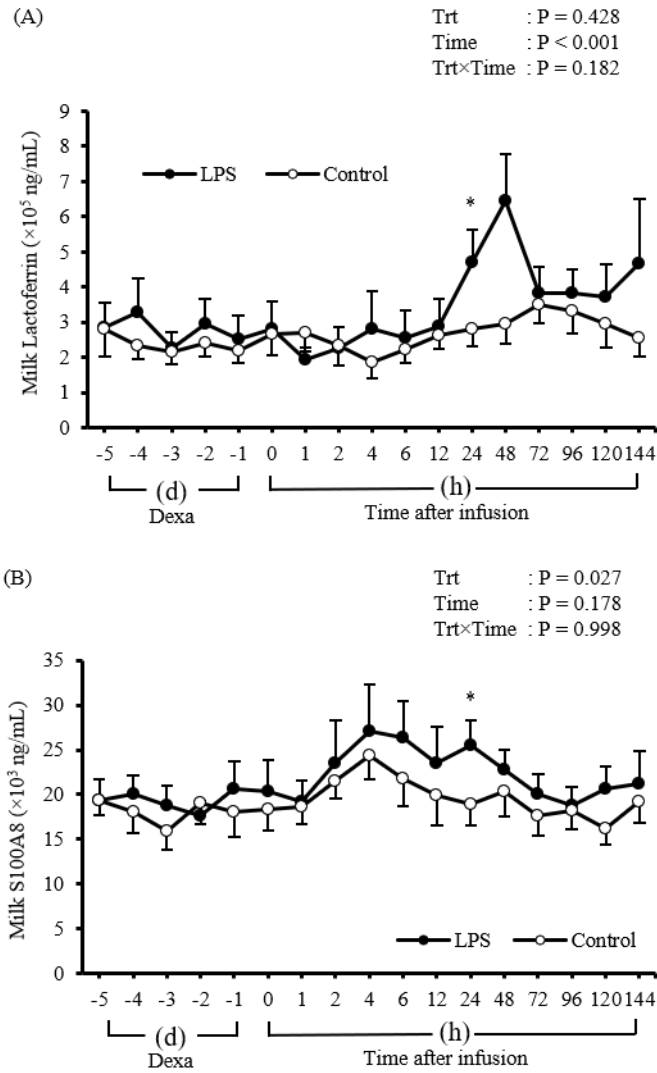 (A)
Trt : P = 0.428
Time : P < 0.001
Trt×Time : P = 0.182
9
8
7
6
5
4
3
2
1
0
Milk Lactoferrin (×10⁵ ng/mL)
LPS Control
*
-5 -4 -3 -2 -1 0 1 2 4 6 12 24 48 72 96 120 144
(d) (h)
Dexa Time after infusion
(B)
Trt : P = 0.027
Time : P = 0.178
Trt×Time : P = 0.998
35
30
25
20
15
10
5
0
Milk S100A8 (×10³ ng/mL)
*
LPS Control
-5 -4 -3 -2 -1 0 1 2 4 6 12 24 48 72 96 120 144
(d) (h)
Dexa Time after infusion